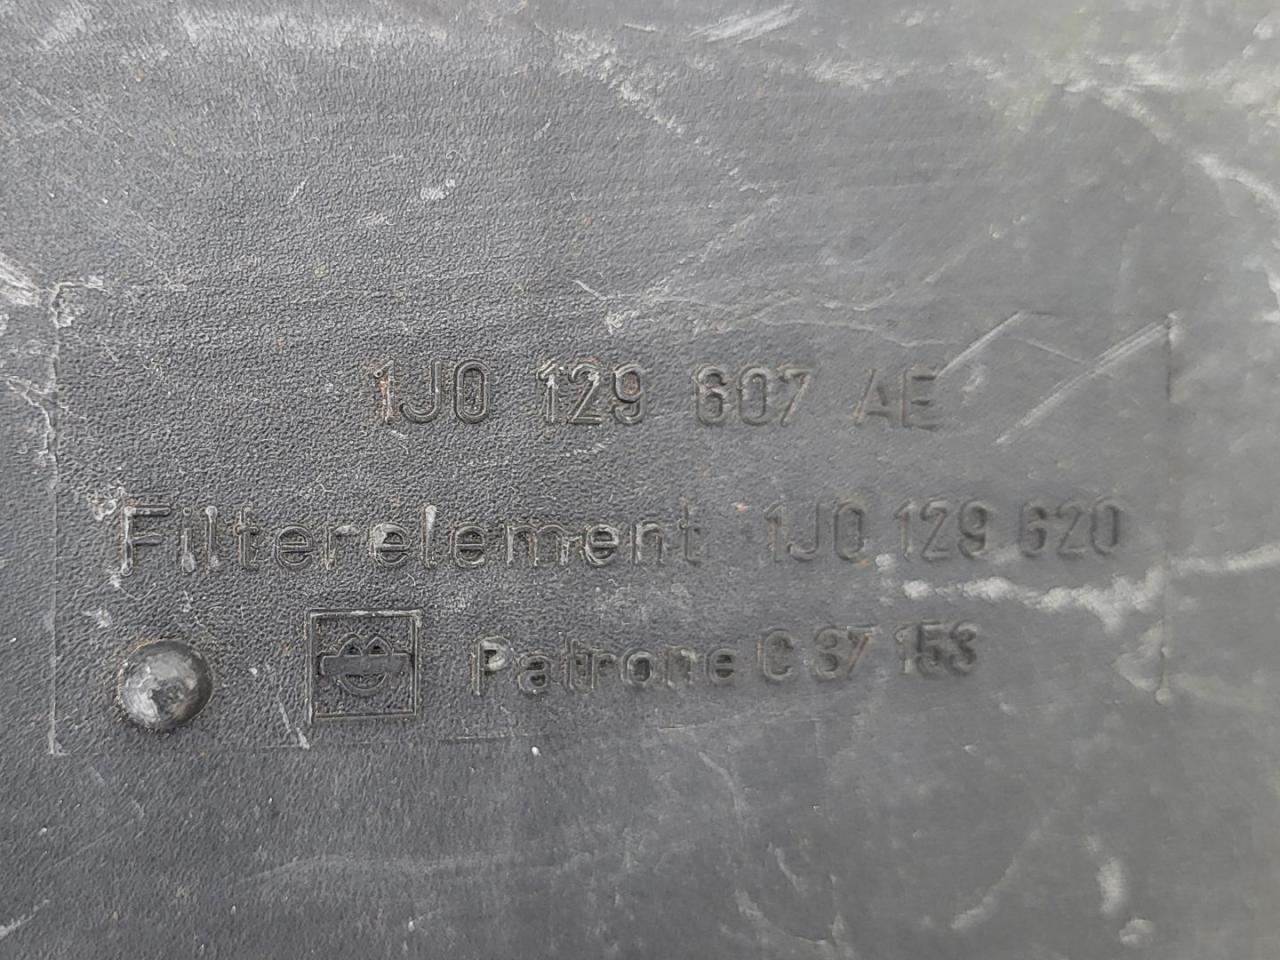 1J0 129 607 AE
Filterelement 1J0 129 620
Patrone C 37 153